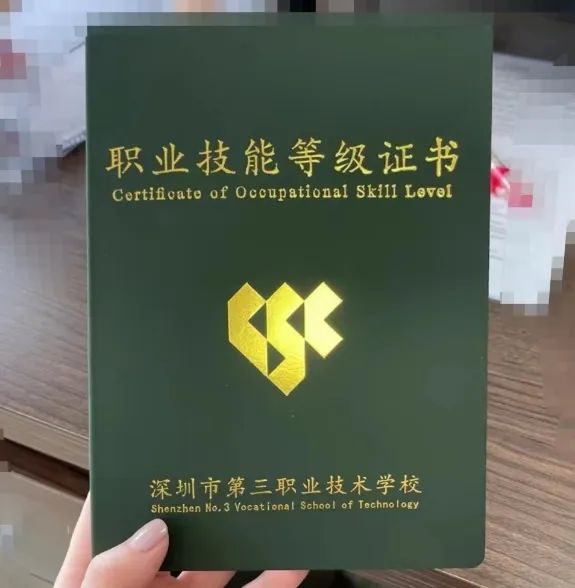 职业技能等级证书
Certificate of Occupational Skill Level
深圳市第三职业技术学校
Shenzhen No.3 Vocational School of Technology